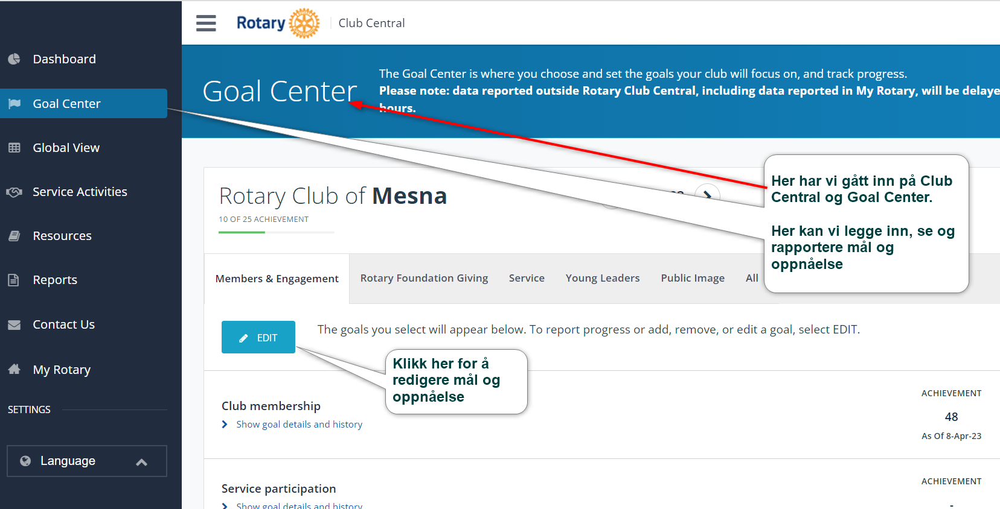 Rotary
Club Central
Dashboard
Goal Center
Global View
Service Activities
Resources
Reports
Contact Us
My Rotary
SETTINGS
Language
Goal Center
The Goal Center is where you choose and set the goals your club will focus on, and track progress.
Please note: data reported outside Rotary Club Central, including data reported in My Rotary, will be delaye
hours.
Rotary Club of Mesna
10 OF 25 ACHIEVEMENT
Her har vi gått inn på Club
Central og Goal Center.
Her kan vi legge inn, se og
rapportere mål og
oppnåelse
Members & Engagement
Rotary Foundation Giving
Service
Young Leaders
Public Image
All
EDIT
The goals you select will appear below. To report progress or add, remove, or edit a goal, select EDIT.
Klikk her for å
redigere mål og
oppnåelse
Club membership
Show goal details and history
ACHIEVEMENT
48
As Of 8-Apr-23
Service participation
Show goal details and history
ACHIEVEMENT
-